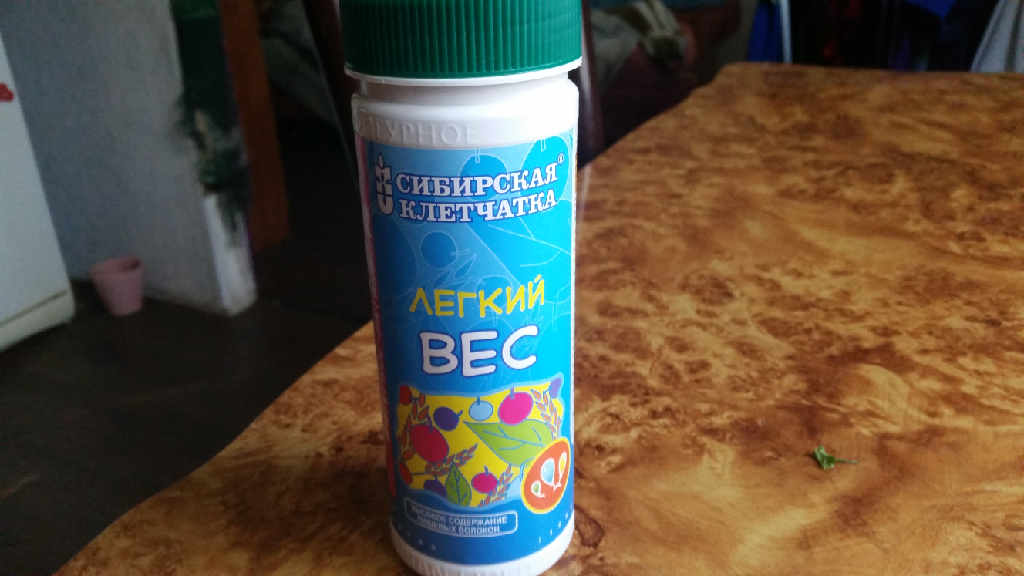 СИБИРСКАЯ®
КЛЕТЧАТКА
ЛЕГКИЙ
ВЕС
ВЫСОКОЕ СОДЕРЖАНИЕ
ПИЩЕВЫХ ВОЛОКОН